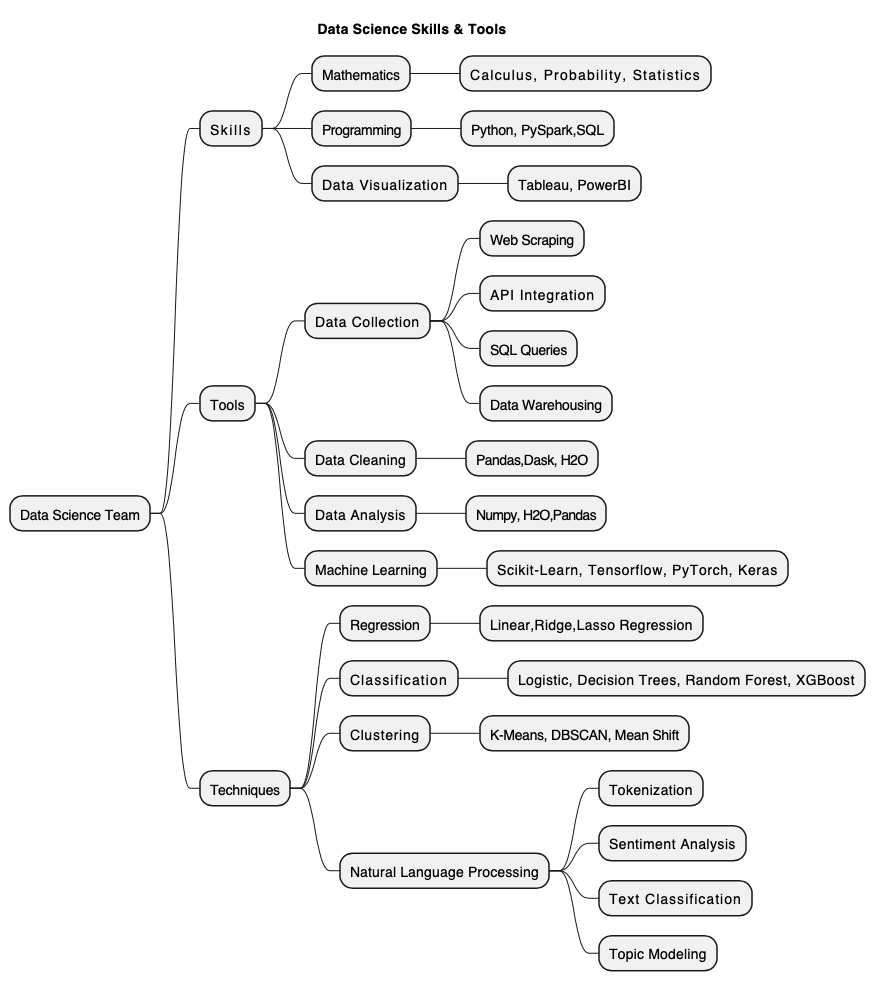 Data Science Skills & Tools
Data Science Team
Skills
Mathematics
Calculus, Probability, Statistics
Programming
Python, PySpark,SQL
Data Visualization
Tableau, PowerBI
Tools
Data Collection
Web Scraping
API Integration
SQL Queries
Data Warehousing
Data Cleaning
Pandas,Dask, H2O
Data Analysis
Numpy, H2O,Pandas
Machine Learning
Scikit-Learn, Tensorflow, PyTorch, Keras
Techniques
Regression
Linear,Ridge,Lasso Regression
Classification
Logistic, Decision Trees, Random Forest, XGBoost
Clustering
K-Means, DBSCAN, Mean Shift
Natural Language Processing
Tokenization
Sentiment Analysis
Text Classification
Topic Modeling